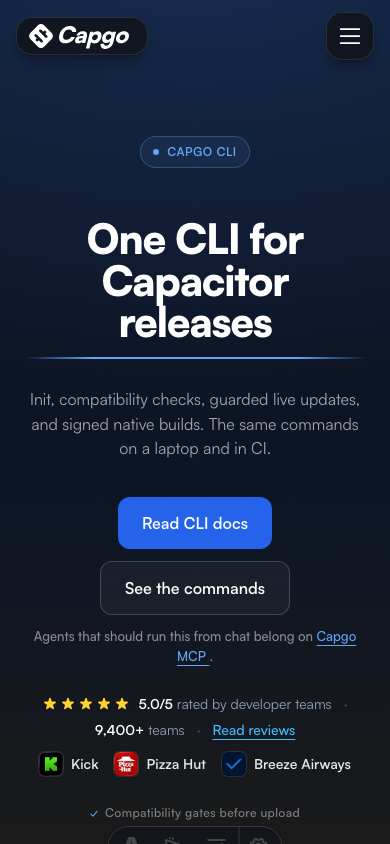 Capgo
CAPGO CLI
One CLI for
Capacitor
releases
Init, compatibility checks, guarded live updates,
and signed native builds. The same commands
on a laptop and in CI.
Read CLI docs
See the commands
Agents that should run this from chat belong on Capgo
MCP .
5.0/5 rated by developer teams ·
9,400+ teams · Read reviews
Kick Pizza Hut Breeze Airways
Compatibility gates before upload